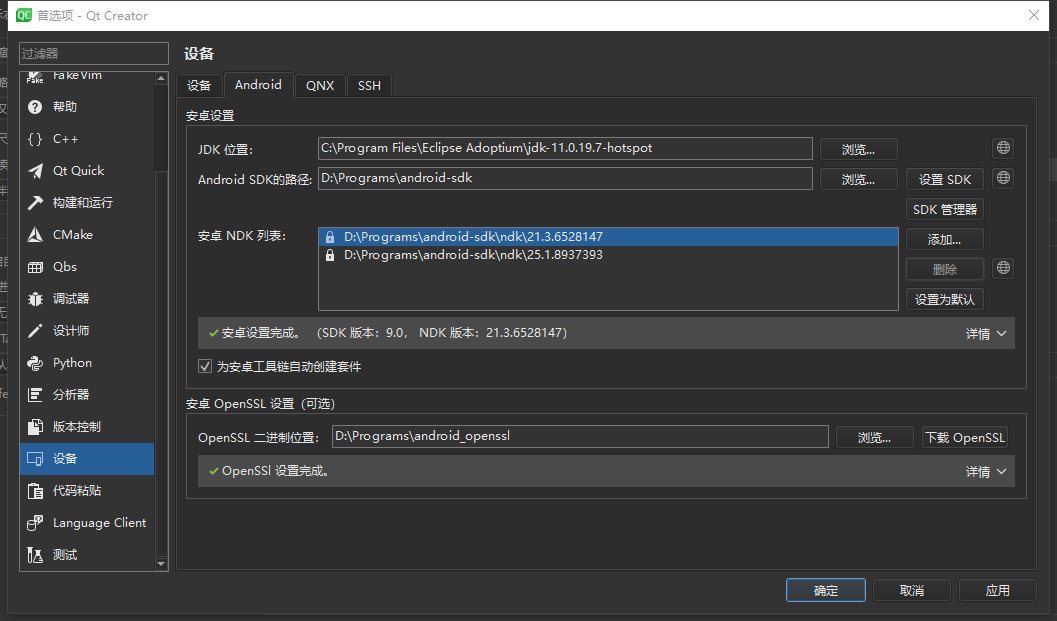 首选项 - Qt Creator
过滤器
FakeVim
帮助
C++
Qt Quick
构建和运行
CMake
Qbs
调试器
设计师
Python
分析器
版本控制
设备
代码粘贴
Language Client
测试
设备
设备 Android QNX SSH
安卓设置
JDK 位置: C:\Program Files\Eclipse Adoptium\jdk-11.0.19.7-hotspot 浏览...
Android SDK的路径: D:\Programs\android-sdk 浏览... 设置 SDK
SDK 管理器
安卓 NDK 列表: D:\Programs\android-sdk\ndk\21.3.6528147 添加...
D:\Programs\android-sdk\ndk\25.1.8937393
删除
设置为默认
安卓设置完成。 (SDK 版本: 9.0, NDK 版本: 21.3.6528147) 详情
为安卓工具链自动创建套件
安卓 OpenSSL 设置 (可选)
OpenSSL 二进制位置: D:\Programs\android_openssl 浏览... 下载 OpenSSL
OpenSSl 设置完成。 详情
确定 取消 应用